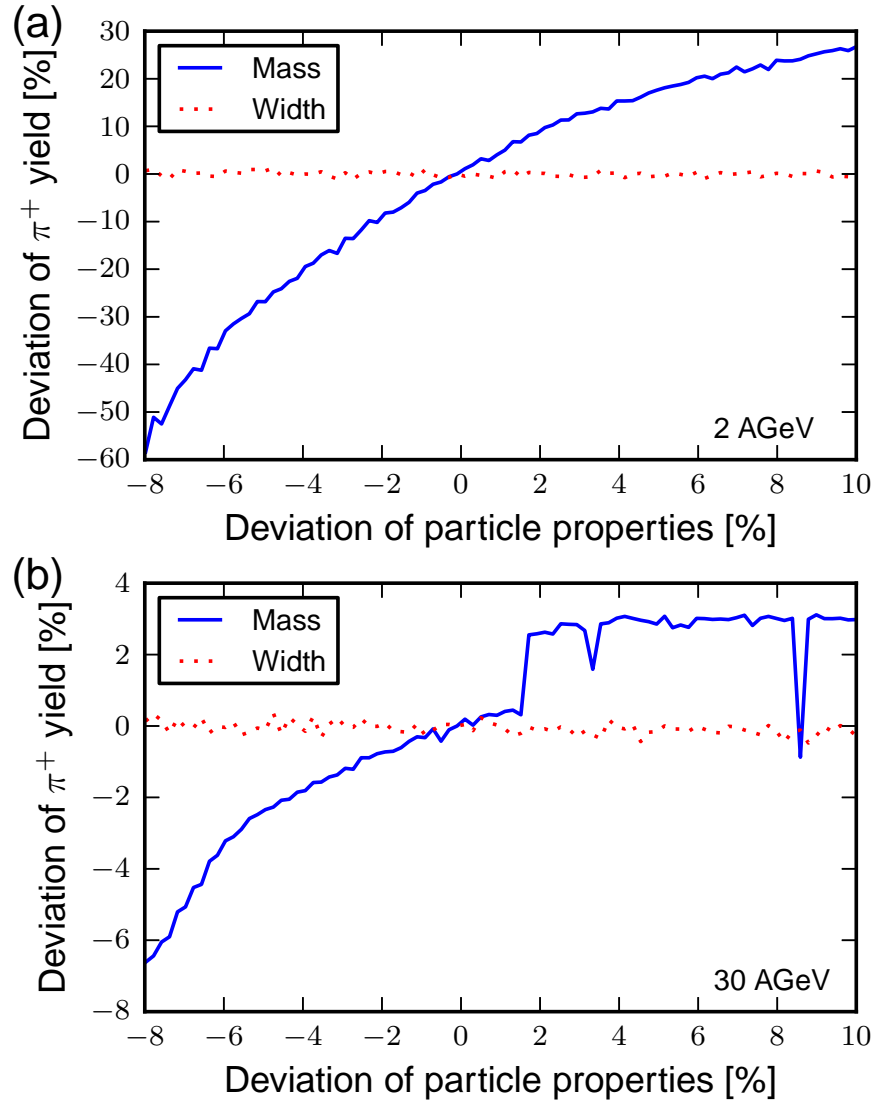 (a)
Deviation of π⁺ yield [%]
30
20
10
0
−10
−20
−30
−40
−50
−60
Mass
Width
2 AGeV
−8 −6 −4 −2 0 2 4 6 8 10
Deviation of particle properties [%]
(b)
Deviation of π⁺ yield [%]
4
2
0
−2
−4
−6
−8
Mass
Width
30 AGeV
−8 −6 −4 −2 0 2 4 6 8 10
Deviation of particle properties [%]